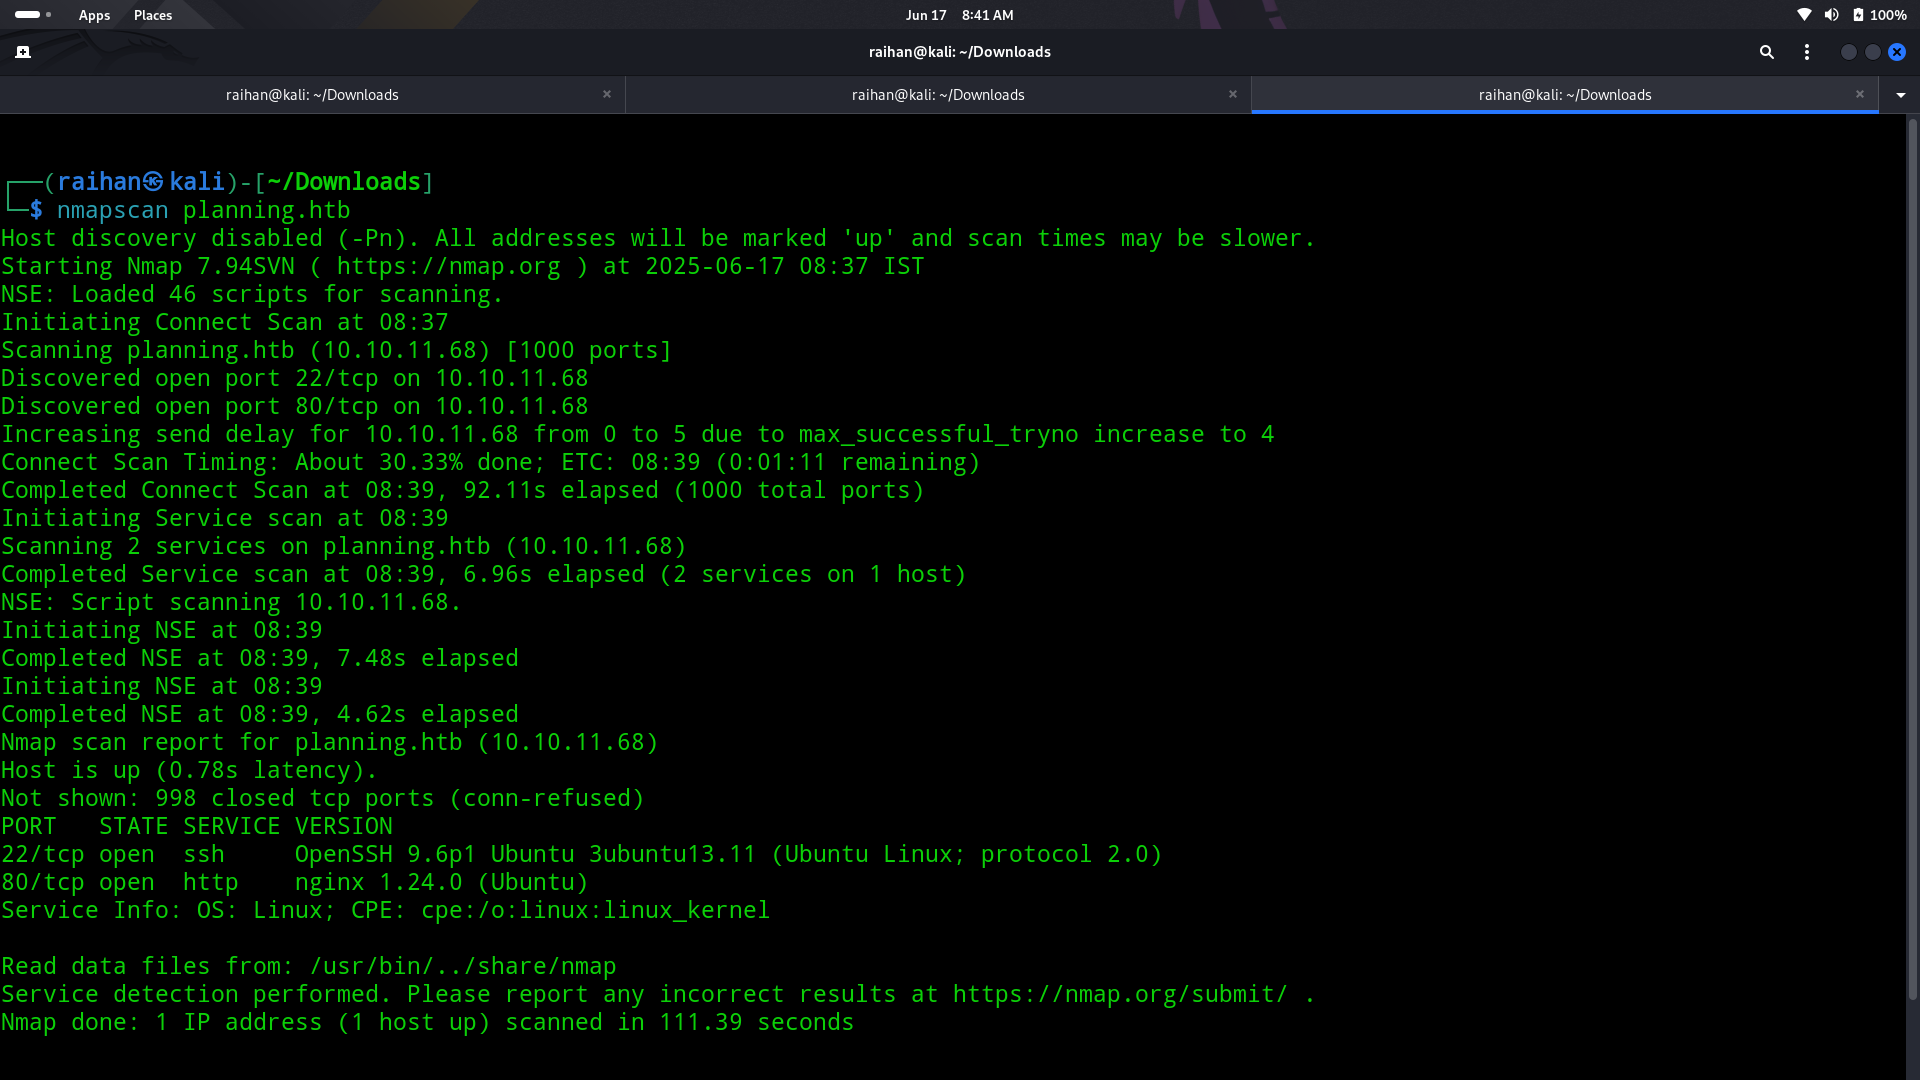 Apps Places Jun 17 8:41 AM 100%
raihan@kali: ~/Downloads
raihan@kali: ~/Downloads × raihan@kali: ~/Downloads × raihan@kali: ~/Downloads ×
┌──(raihan㉿kali)-[~/Downloads]
└─$ nmapscan planning.htb
Host discovery disabled (-Pn). All addresses will be marked 'up' and scan times may be slower.
Starting Nmap 7.94SVN ( https://nmap.org ) at 2025-06-17 08:37 IST
NSE: Loaded 46 scripts for scanning.
Initiating Connect Scan at 08:37
Scanning planning.htb (10.10.11.68) [1000 ports]
Discovered open port 22/tcp on 10.10.11.68
Discovered open port 80/tcp on 10.10.11.68
Increasing send delay for 10.10.11.68 from 0 to 5 due to max_successful_tryno increase to 4
Connect Scan Timing: About 30.33% done; ETC: 08:39 (0:01:11 remaining)
Completed Connect Scan at 08:39, 92.11s elapsed (1000 total ports)
Initiating Service scan at 08:39
Scanning 2 services on planning.htb (10.10.11.68)
Completed Service scan at 08:39, 6.96s elapsed (2 services on 1 host)
NSE: Script scanning 10.10.11.68.
Initiating NSE at 08:39
Completed NSE at 08:39, 7.48s elapsed
Initiating NSE at 08:39
Completed NSE at 08:39, 4.62s elapsed
Nmap scan report for planning.htb (10.10.11.68)
Host is up (0.78s latency).
Not shown: 998 closed tcp ports (conn-refused)
PORT   STATE SERVICE VERSION
22/tcp open  ssh     OpenSSH 9.6p1 Ubuntu 3ubuntu13.11 (Ubuntu Linux; protocol 2.0)
80/tcp open  http    nginx 1.24.0 (Ubuntu)
Service Info: OS: Linux; CPE: cpe:/o:linux:linux_kernel
Read data files from: /usr/bin/../share/nmap
Service detection performed. Please report any incorrect results at https://nmap.org/submit/ .
Nmap done: 1 IP address (1 host up) scanned in 111.39 seconds